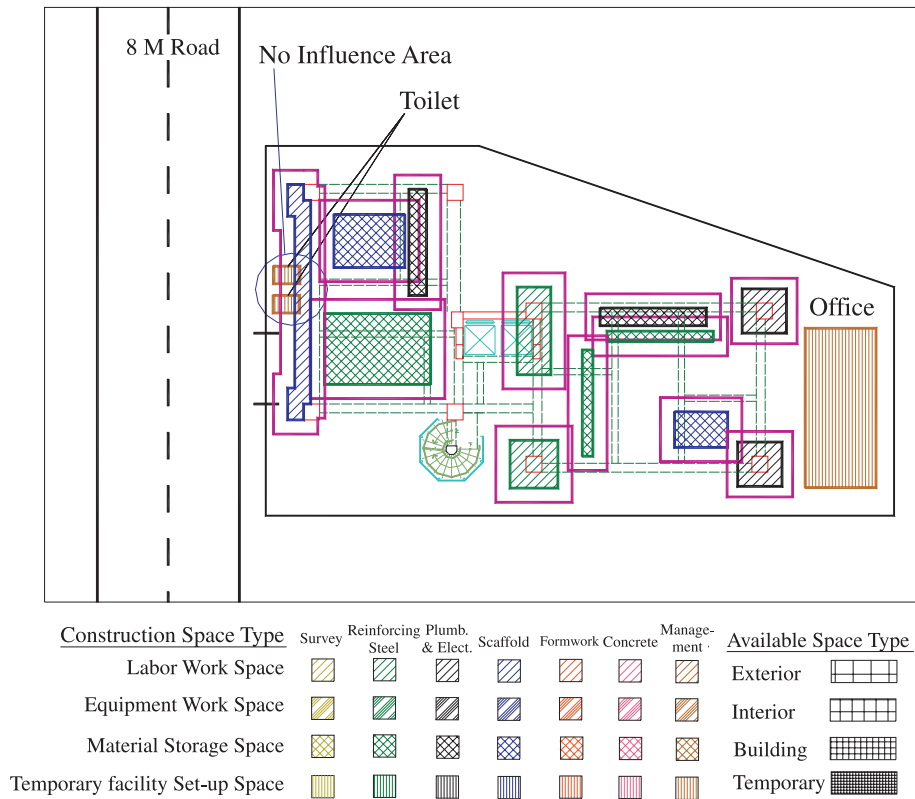 8 M Road
No Influence Area
Toilet
Office
Construction Space Type
Survey
Reinforcing
Steel
Plumb.
& Elect.
Scaffold
Formwork
Concrete
Manage-
ment
Available Space Type
Labor Work Space
Equipment Work Space
Material Storage Space
Temporary facility Set-up Space
Exterior
Interior
Building
Temporary